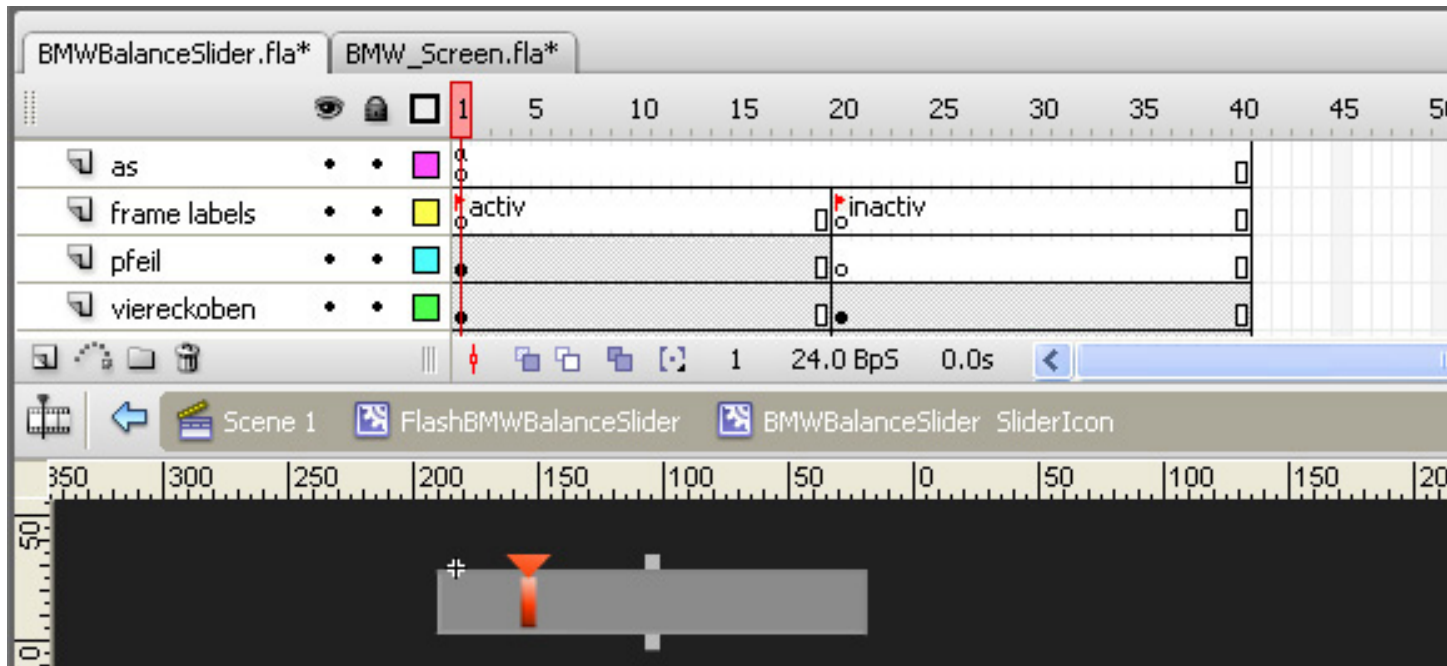 BMWBalanceSlider.fla* BMW_Screen.fla*
1 5 10 15 20 25 30 35 40 45
as
frame labels activ inactiv
pfeil
viereckoben
1 24.0 BpS 0.0s
Scene 1 FlashBMWBalanceSlider BMWBalanceSlider SliderIcon
350 300 250 200 150 100 50 0 50 100 150
50